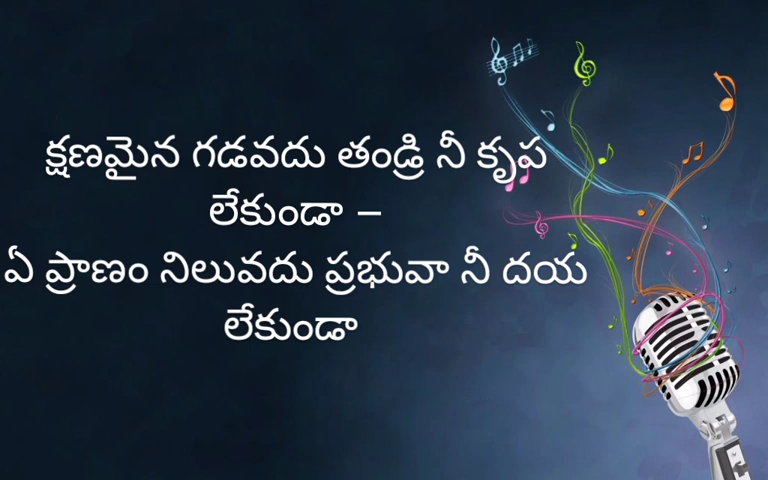 క్షణమైన గడవదు తండ్రి నీ కృప
లేకుండా –
ఏ ప్రాణం నిలువదు ప్రభువా నీ దయ
లేకుండా